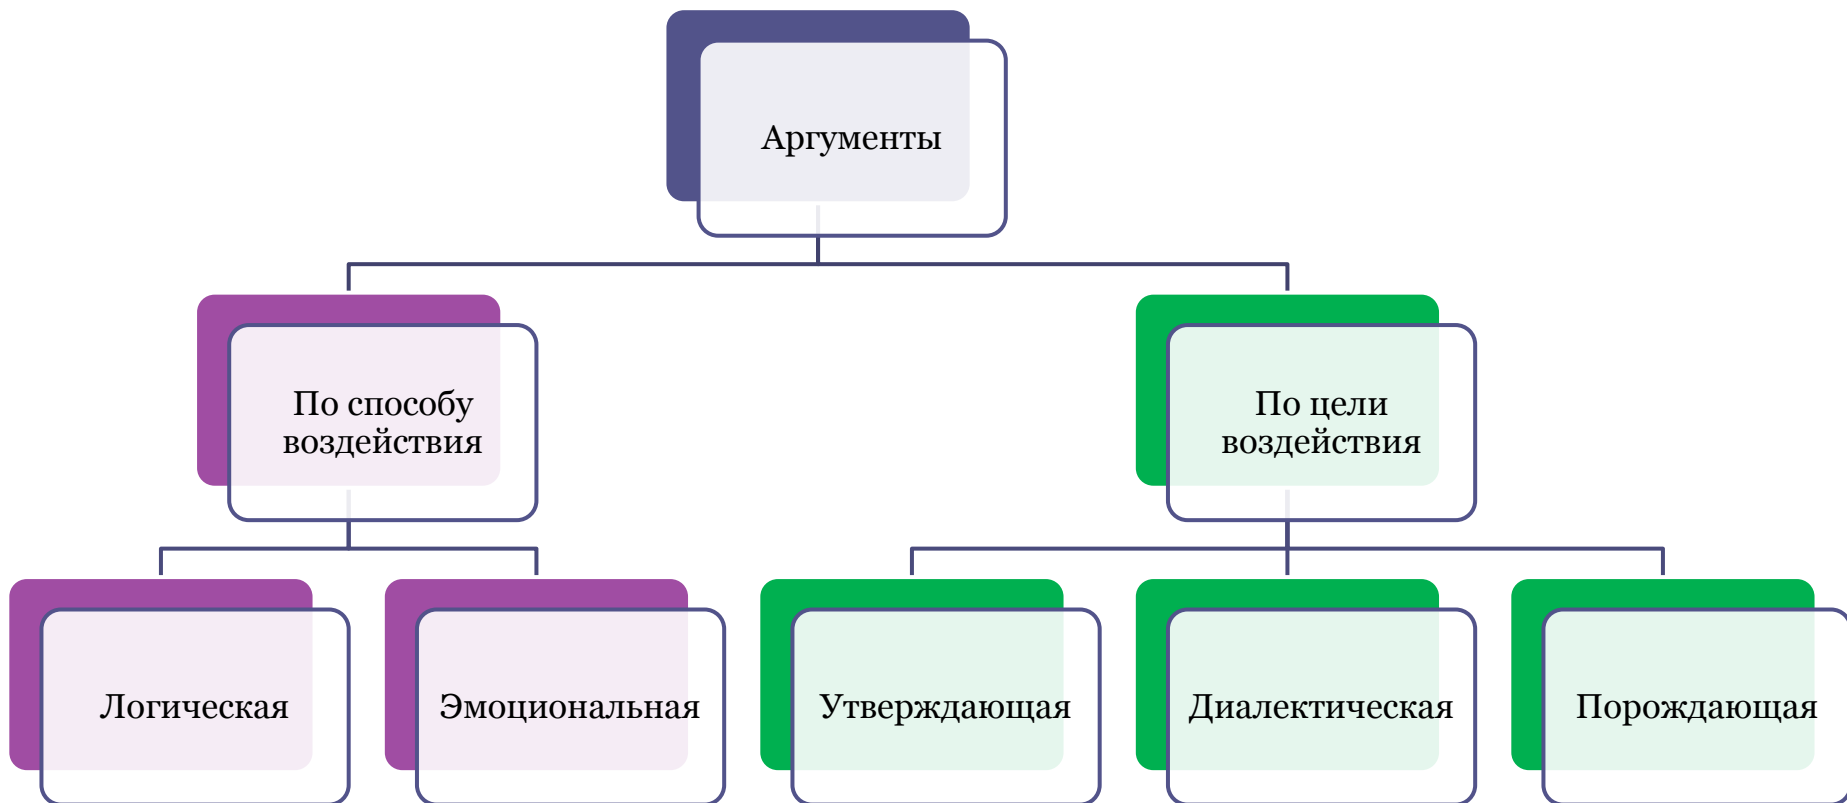 Аргументы
По способу
воздействия
По цели
воздействия
Логическая
Эмоциональная
Утверждающая
Диалектическая
Порождающая